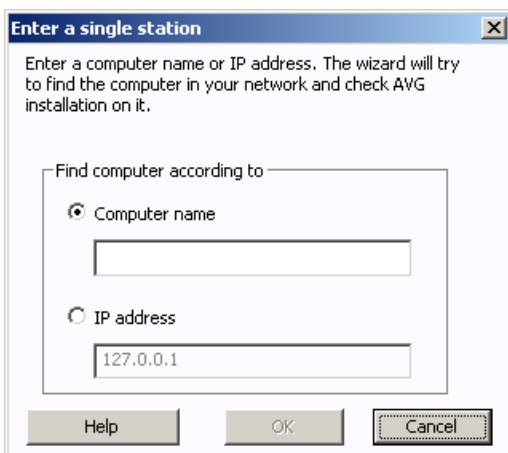 Enter a single station
Enter a computer name or IP address. The wizard will try
to find the computer in your network and check AVG
installation on it.
Find computer according to
Computer name
IP address
127.0.0.1
Help OK Cancel